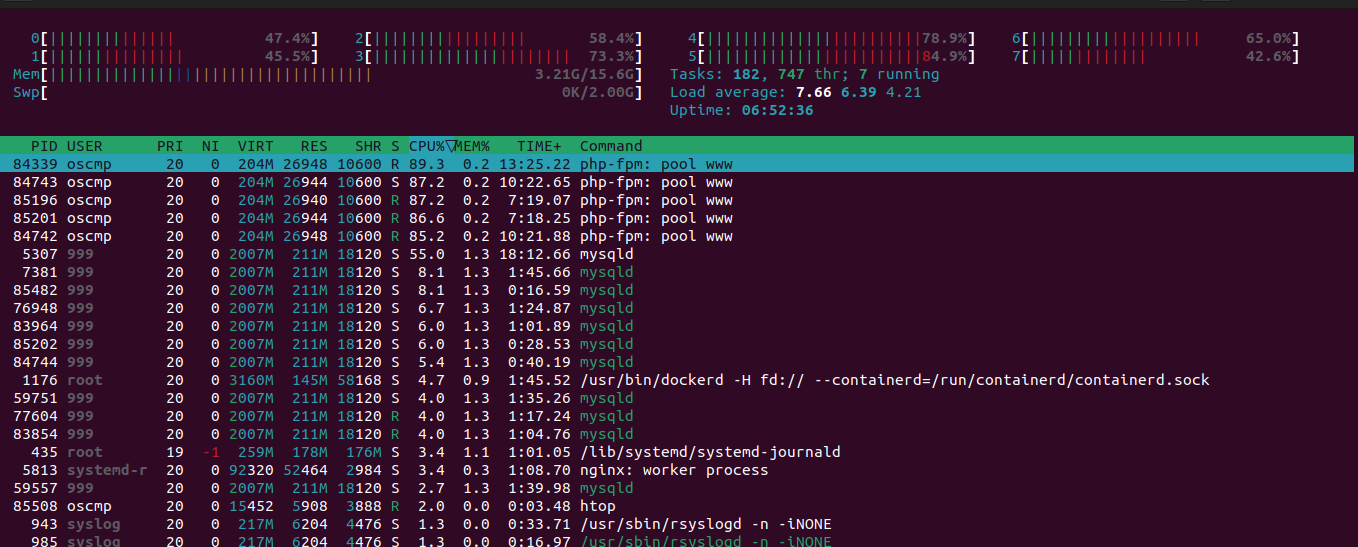 0[||||||||||||||| 47.4%] 2[|||||||||||||||||| 58.4%] 4[||||||||||||||||||||||||78.9%] 6[||||||||||||||||||| 65.0%]
1[|||||||||||||||| 45.5%] 3[||||||||||||||||||||||| 73.3%] 5[||||||||||||||||||||||||84.9%] 7[||||||||||||| 42.6%]
Mem[|||||||||||||||||||||||||||||||||||| 3.21G/15.6G] Tasks: 182, 747 thr; 7 running
Swp[ 0K/2.00G] Load average: 7.66 6.39 4.21
Uptime: 06:52:36
PID USER PRI NI VIRT RES SHR S CPU%▽MEM% TIME+ Command
84339 oscmp 20 0 204M 26948 10600 R 89.3 0.2 13:25.22 php-fpm: pool www
84743 oscmp 20 0 204M 26944 10600 S 87.2 0.2 10:22.65 php-fpm: pool www
85196 oscmp 20 0 204M 26940 10600 R 87.2 0.2 7:19.07 php-fpm: pool www
85201 oscmp 20 0 204M 26944 10600 R 86.6 0.2 7:18.25 php-fpm: pool www
84742 oscmp 20 0 204M 26948 10600 R 85.2 0.2 10:21.88 php-fpm: pool www
5307 999 20 0 2007M 211M 18120 S 55.0 1.3 18:12.66 mysqld
7381 999 20 0 2007M 211M 18120 S 8.1 1.3 1:45.66 mysqld
85482 999 20 0 2007M 211M 18120 S 8.1 1.3 0:16.59 mysqld
76948 999 20 0 2007M 211M 18120 S 6.7 1.3 1:24.87 mysqld
83964 999 20 0 2007M 211M 18120 S 6.0 1.3 1:01.89 mysqld
85202 999 20 0 2007M 211M 18120 S 6.0 1.3 0:28.53 mysqld
84744 999 20 0 2007M 211M 18120 S 5.4 1.3 0:40.19 mysqld
1176 root 20 0 3160M 145M 58168 S 4.7 0.9 1:45.52 /usr/bin/dockerd -H fd:// --containerd=/run/containerd/containerd.sock
59751 999 20 0 2007M 211M 18120 S 4.0 1.3 1:35.26 mysqld
77604 999 20 0 2007M 211M 18120 R 4.0 1.3 1:17.24 mysqld
83854 999 20 0 2007M 211M 18120 R 4.0 1.3 1:04.76 mysqld
435 root 19 -1 259M 178M 176M S 3.4 1.1 1:01.05 /lib/systemd/systemd-journald
5813 systemd-r 20 0 92320 52464 2984 S 3.4 0.3 1:08.70 nginx: worker process
59557 999 20 0 2007M 211M 18120 S 2.7 1.3 1:39.98 mysqld
85508 oscmp 20 0 15452 5908 3888 R 2.0 0.0 0:03.48 htop
943 syslog 20 0 217M 6204 4476 S 1.3 0.0 0:33.71 /usr/sbin/rsyslogd -n -iNONE
985 syslog 20 0 217M 6204 4476 S 1.3 0.0 0:16.97 /usr/sbin/rsyslogd -n -iNONE